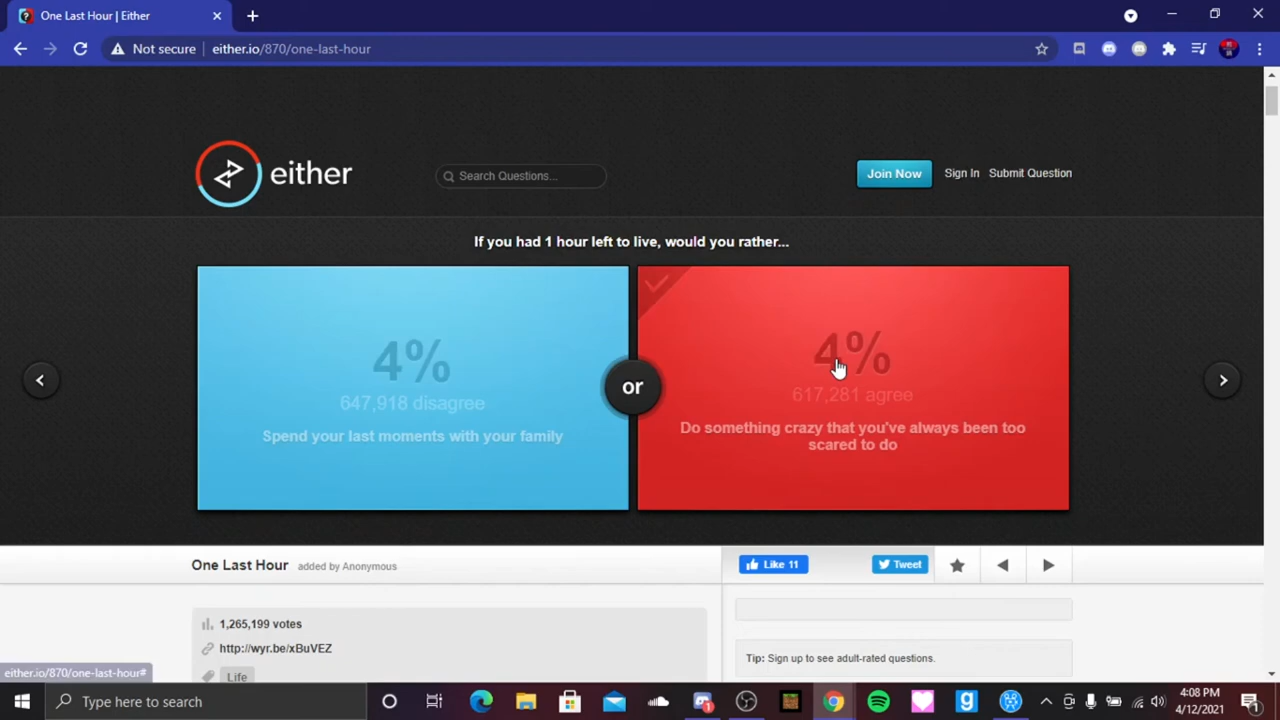 One Last Hour | Either
Not secure | either.io/870/one-last-hour
either
Search Questions...
Join Now
Sign In
Submit Question
If you had 1 hour left to live, would you rather...
4%
647,918 disagree
Spend your last moments with your family
or
4%
617,281 agree
Do something crazy that you've always been too
scared to do
One Last Hour added by Anonymous
Like 11
Tweet
1,265,199 votes
http://wyr.be/xBuVEZ
Life
Tip: Sign up to see adult-rated questions.
either.io/870/one-last-hour#
Type here to search
4:08 PM
4/12/2021